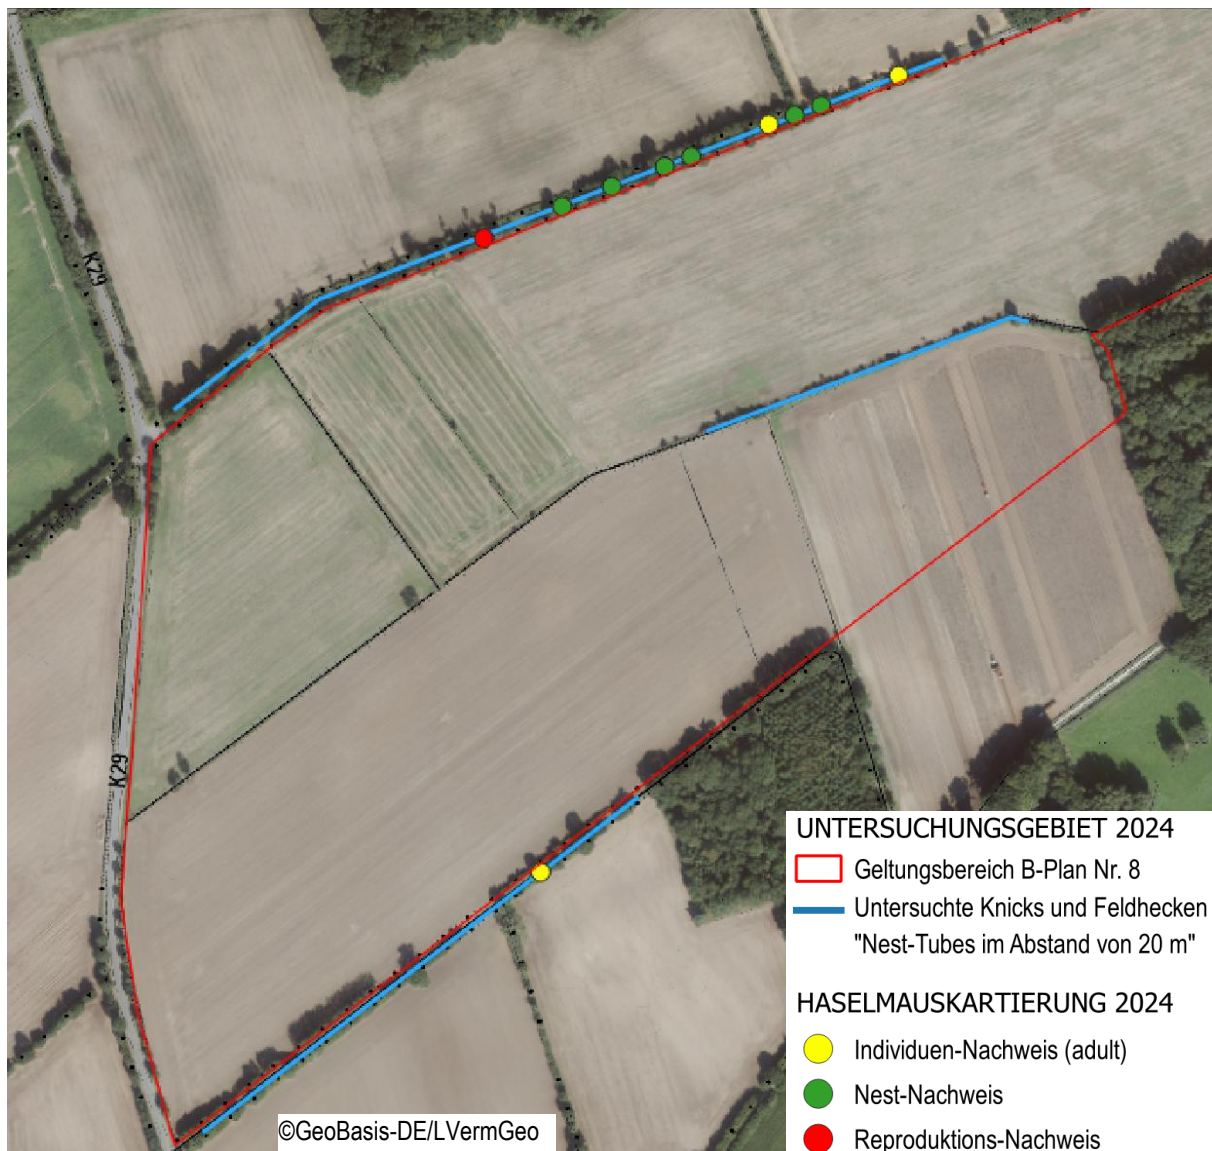 K29
K29
UNTERSUCHUNGSGEBIET 2024
Geltungsbereich B-Plan Nr. 8
Untersuchte Knicks und Feldhecken
"Nest-Tubes im Abstand von 20 m"
HASELMAUSKARTIERUNG 2024
Individuen-Nachweis (adult)
Nest-Nachweis
Reproduktions-Nachweis
©GeoBasis-DE/LVermGeo